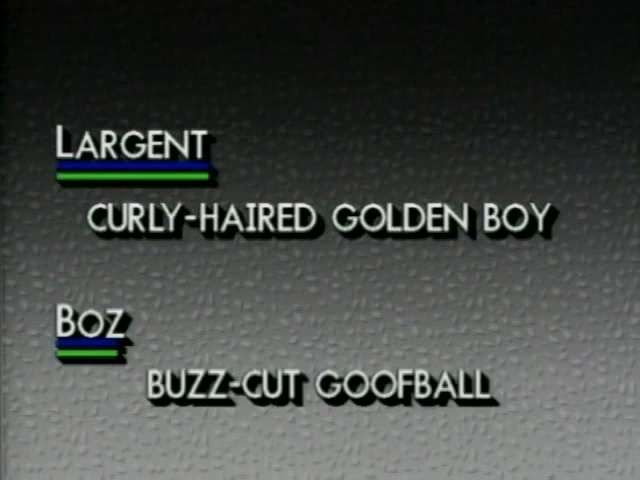 LARGENT
CURLY-HAIRED GOLDEN BOY
BOZ
BUZZ-CUT GOOFBALL